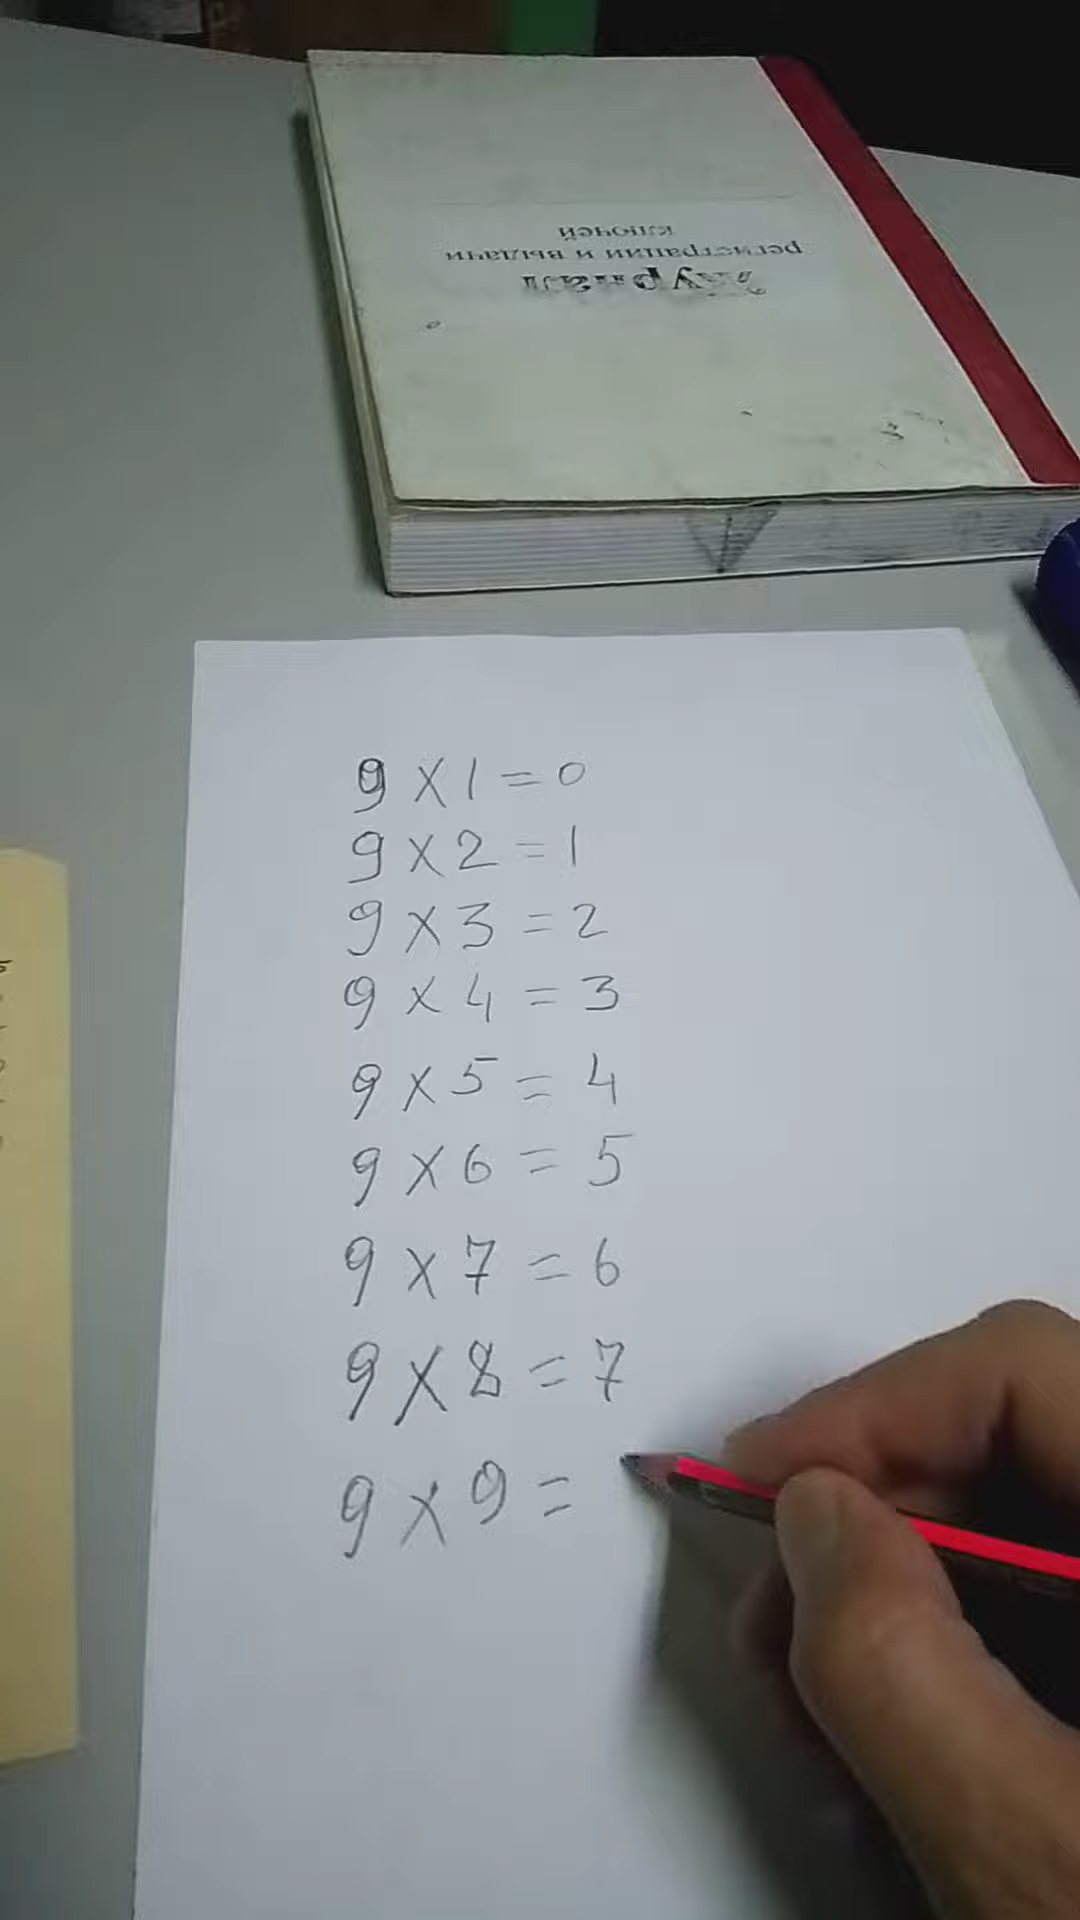 Журнал
регистрации и выдачи
ключей
9 X 1 = 0
9 X 2 = 1
9 X 3 = 2
9 X 4 = 3
9 X 5 = 4
9 X 6 = 5
9 X 7 = 6
9 X 8 = 7
9 X 9 =